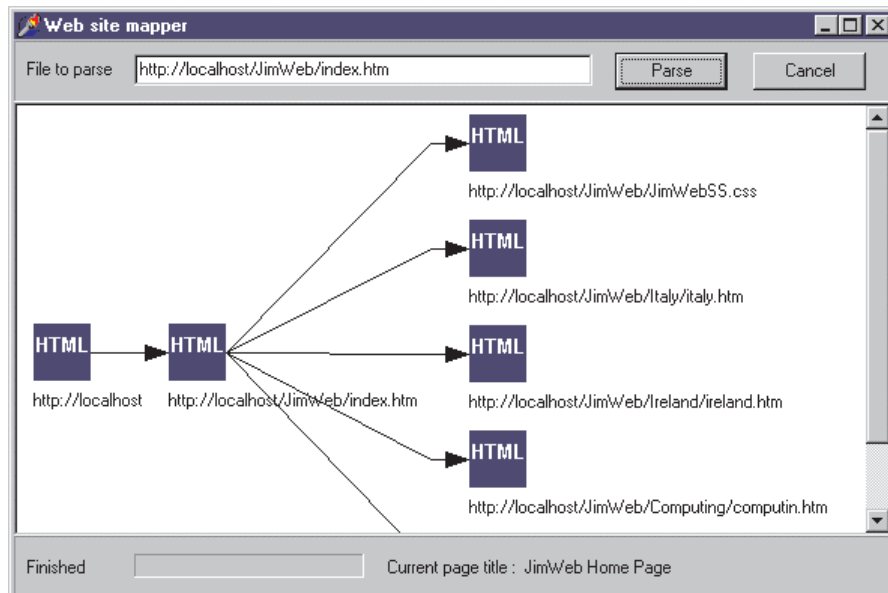 Web site mapper
File to parse http://localhost/JimWeb/index.htm Parse Cancel
HTML
http://localhost/JimWeb/JimWebSS.css
HTML
http://localhost/JimWeb/Italy/italy.htm
HTML HTML HTML
http://localhost http://localhost/JimWeb/index.htm http://localhost/JimWeb/Ireland/ireland.htm
HTML
http://localhost/JimWeb/Computing/computin.htm
Finished Current page title : JimWeb Home Page